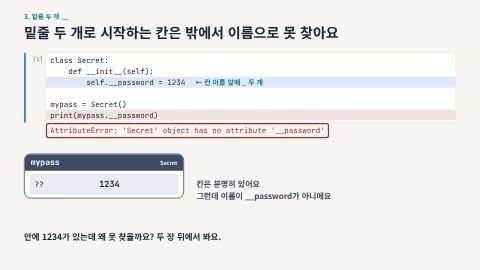 3. 밑줄 두 개 __
밑줄 두 개로 시작하는 칸은 밖에서 이름으로 못 찾아요
[1] class Secret:
    def __init__(self):
        self.__password = 1234 ← 칸 이름 앞에 _ 두 개
mypass = Secret()
print(mypass.__password)
AttributeError: 'Secret' object has no attribute '__password'
mypass Secret
?? 1234
칸은 분명히 있어요
그런데 이름이 __password가 아니에요
안에 1234가 있는데 왜 못 찾을까요? 두 장 뒤에서 봐요.